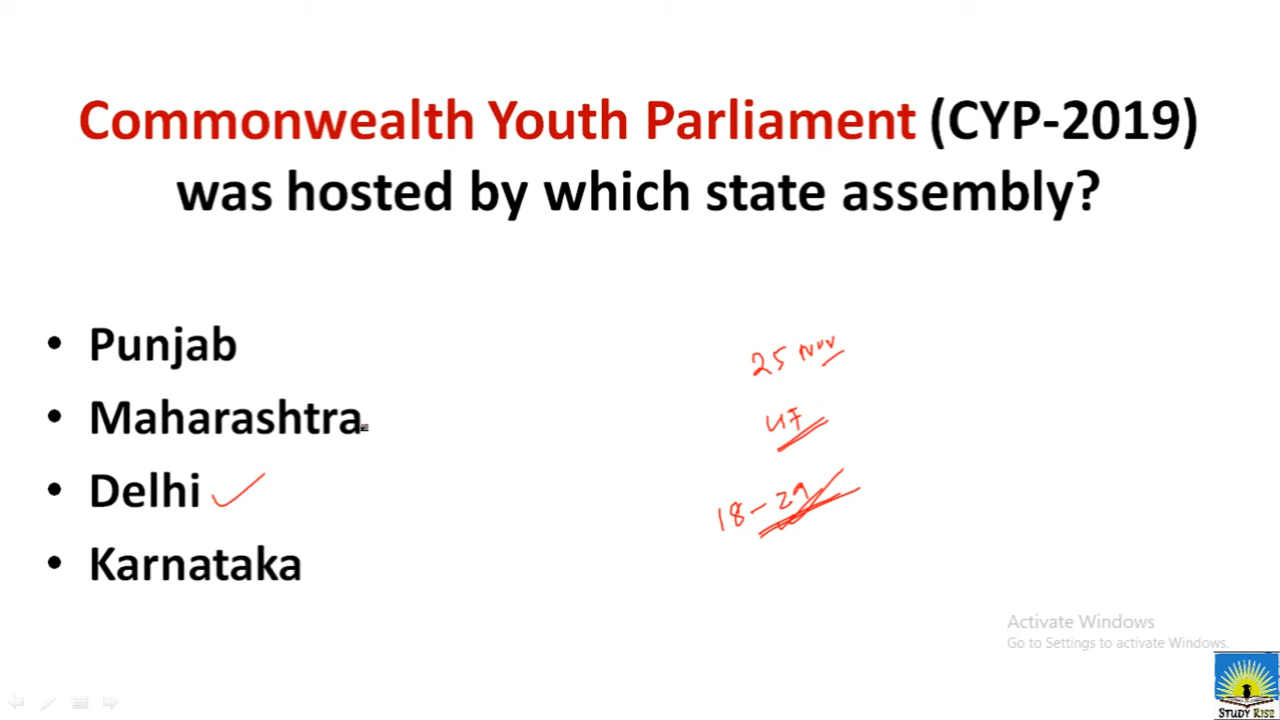 Commonwealth Youth Parliament (CYP-2019)
was hosted by which state assembly?
• Punjab
• Maharashtra
• Delhi
• Karnataka
25 Nov
47
18-29
Activate Windows
Go to Settings to activate Windows.
STUDY RISE